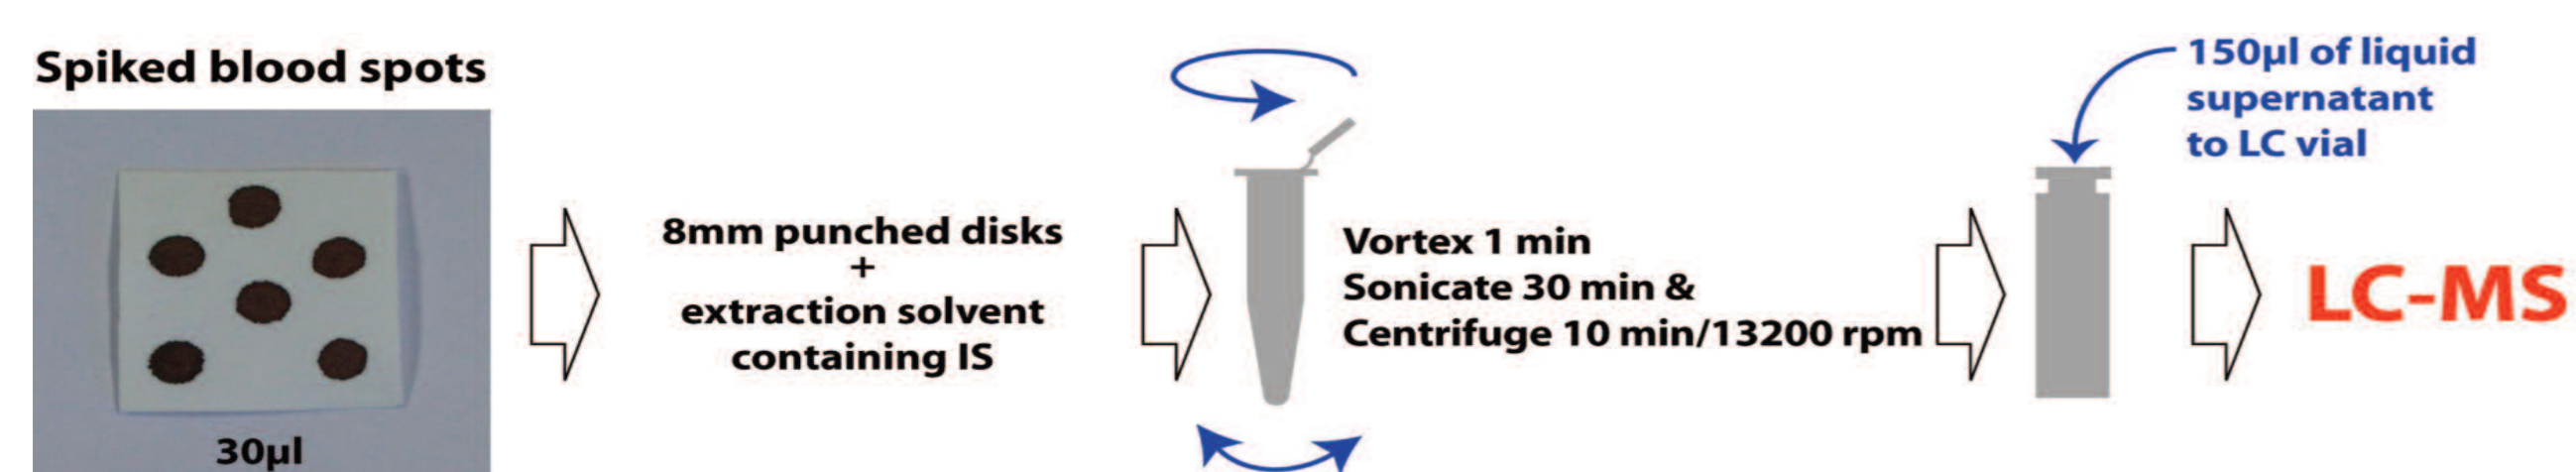 Spiked blood spots
30µl
8mm punched disks
+
extraction solvent
containing IS
Vortex 1 min
Sonicate 30 min &
Centrifuge 10 min/13200 rpm
150µl of liquid
supernatant
to LC vial
LC-MS